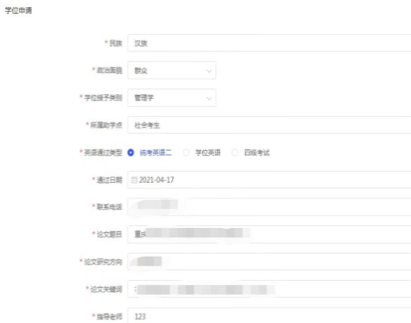 学位申请
* 民族 汉族
* 政治面貌 群众
* 学位授予类别 管理学
* 所属助学点 社会考生
* 英语通过类型 统考英语二 学位英语 四级考试
* 通过日期 2021-04-17
* 联系电话
* 论文题目 重庆
* 论文研究方向
* 论文关键词
* 指导老师 123